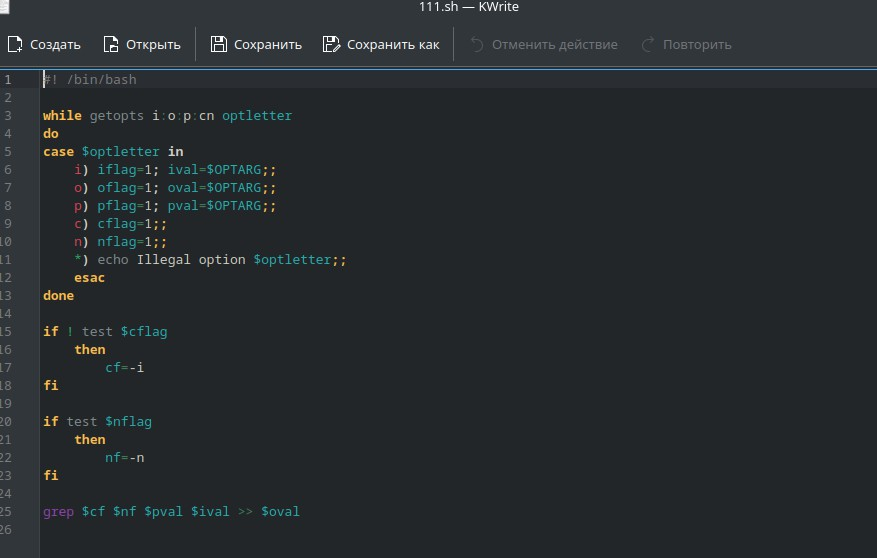 111.sh — KWrite
Создать Открыть Сохранить Сохранить как Отменить действие Повторить
1 #! /bin/bash
2
3 while getopts i:o:p:cn optletter
4 do
5 case $optletter in
6     i) iflag=1; ival=$OPTARG;;
7     o) oflag=1; oval=$OPTARG;;
8     p) pflag=1; pval=$OPTARG;;
9     c) cflag=1;;
10     n) nflag=1;;
11     *) echo Illegal option $optletter;;
12     esac
13 done
14
15 if ! test $cflag
16     then
17         cf=-i
18 fi
19
20 if test $nflag
21     then
22         nf=-n
23 fi
24
25 grep $cf $nf $pval $ival >> $oval
26